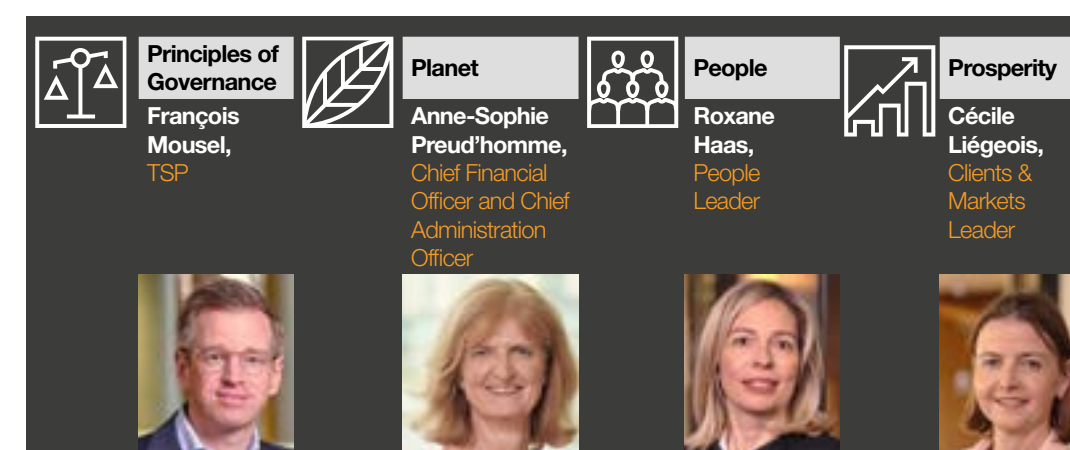 Principles of
Governance
François
Mousel,
TSP
Planet
Anne-Sophie
Preud’homme,
Chief Financial
Officer and Chief
Administration
Officer
People
Roxane
Haas,
People
Leader
Prosperity
Cécile
Liégeois,
Clients &
Markets
Leader